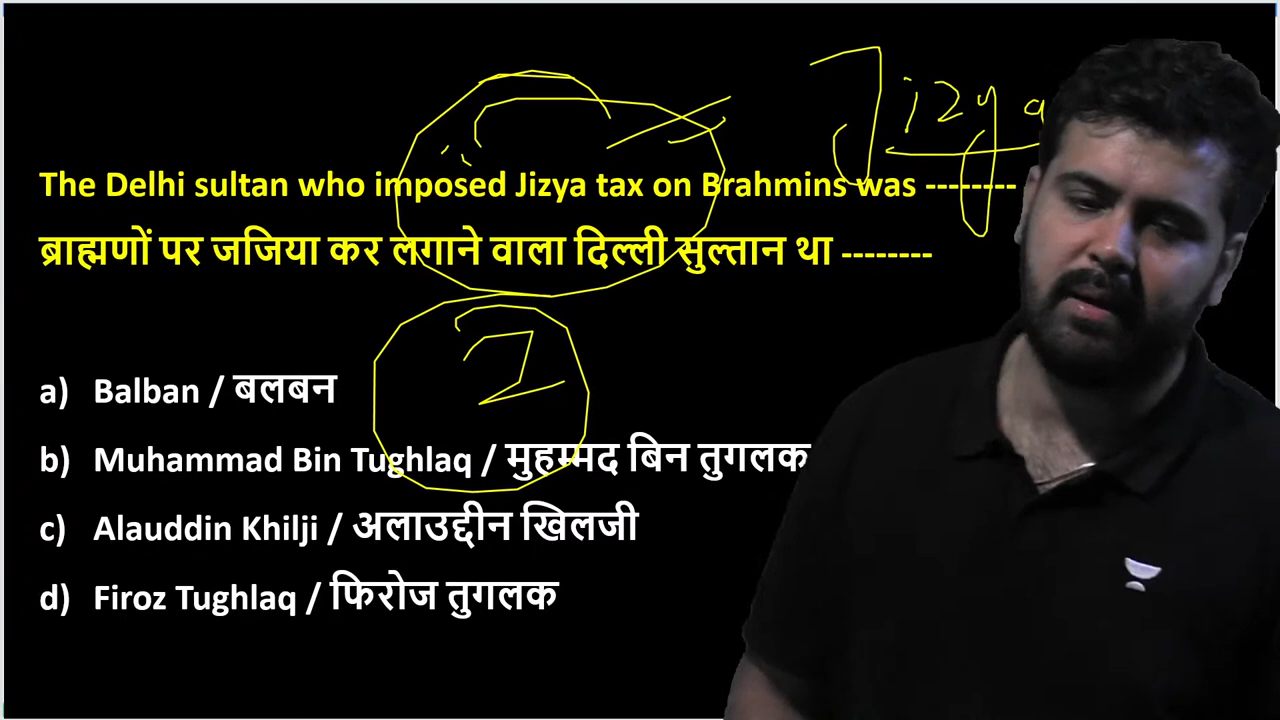 Jizya
The Delhi sultan who imposed Jizya tax on Brahmins was --------
ब्राह्मणों पर जजिया कर लगाने वाला दिल्ली सुल्तान था --------
a) Balban / बलबन
b) Muhammad Bin Tughlaq / मुहम्मद बिन तुगलक
c) Alauddin Khilji / अलाउद्दीन खिलजी
d) Firoz Tughlaq / फिरोज तुगलक